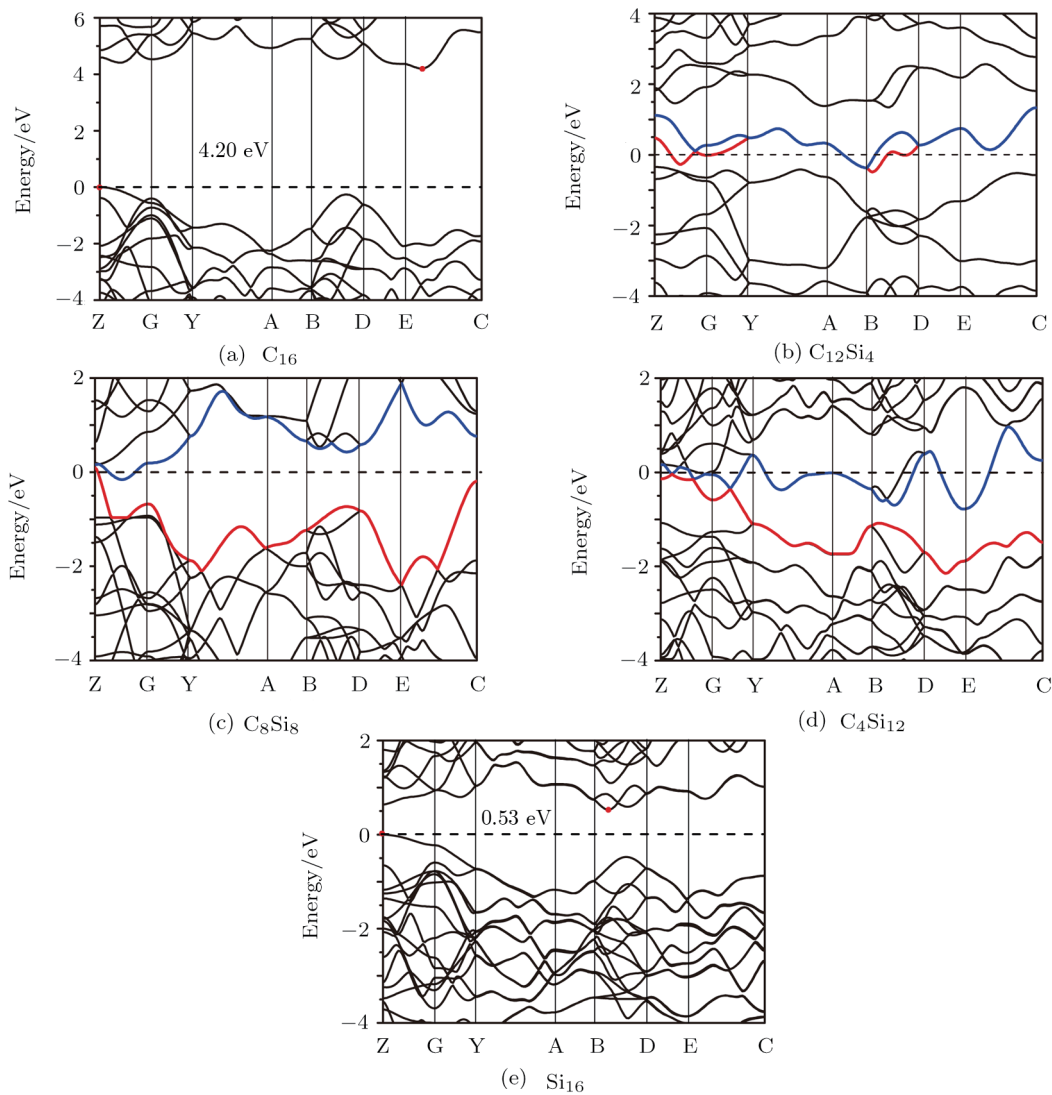 6
4
2
0
−2
−4
Energy/eV
4.20 eV
Z G Y A B D E C
(a) C₁₆
4
2
0
−2
−4
Energy/eV
Z G Y A B D E C
(b) C₁₂Si₄
2
0
−2
−4
Energy/eV
Z G Y A B D E C
(c) C₈Si₈
2
0
−2
−4
Energy/eV
Z G Y A B D E C
(d) C₄Si₁₂
2
0
−2
−4
Energy/eV
0.53 eV
Z G Y A B D E C
(e) Si₁₆